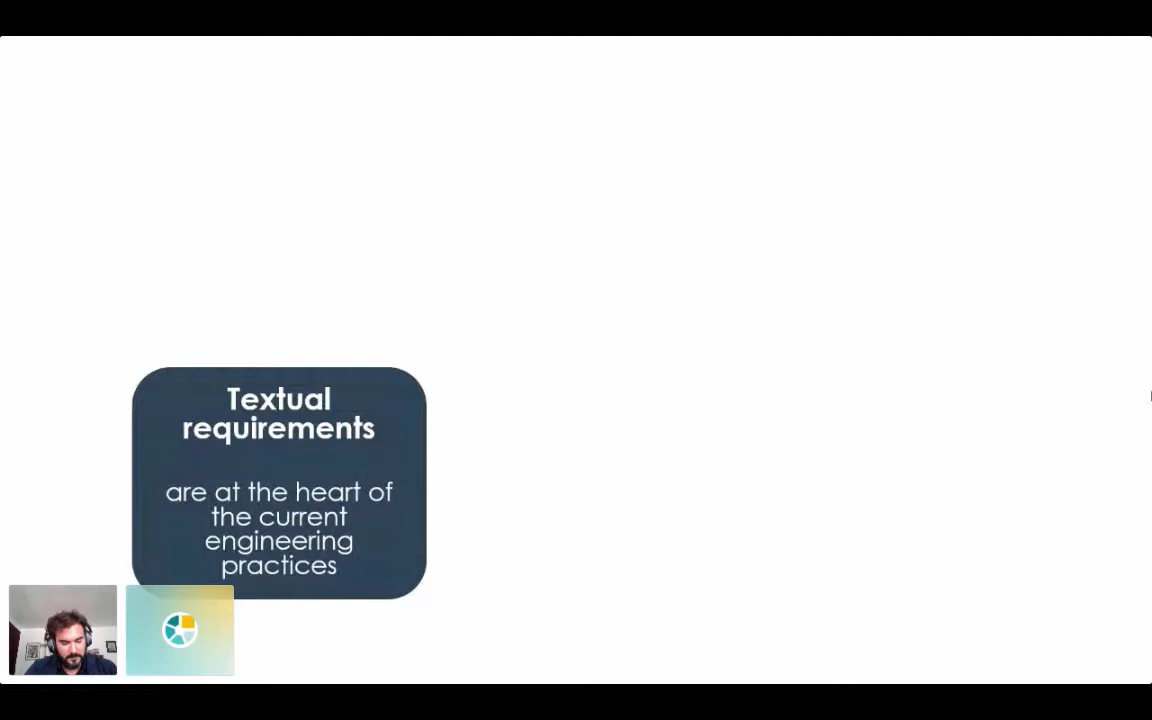 Textual
requirements
are at the heart of
the current
engineering
practices